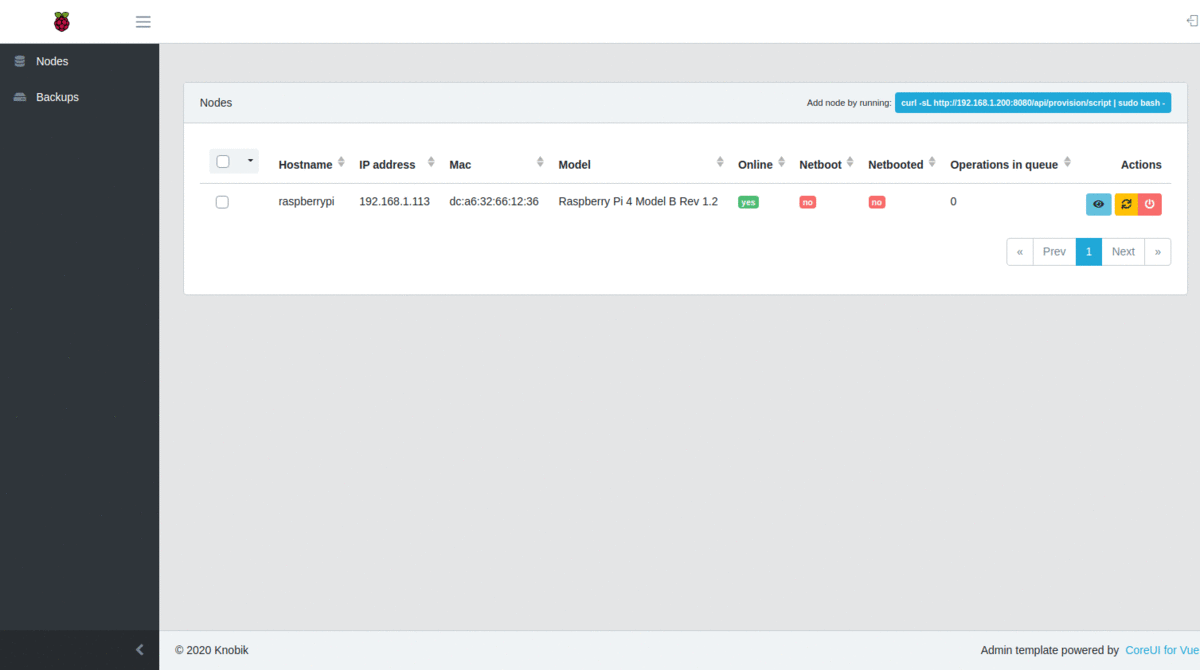 Nodes
Backups
Nodes
Add node by running: curl -sL http://192.168.1.200:8080/api/provision/script | sudo bash -
Hostname IP address Mac Model Online Netboot Netbooted Operations in queue Actions
raspberrypi 192.168.1.113 dc:a6:32:66:12:36 Raspberry Pi 4 Model B Rev 1.2 yes no no 0
« Prev 1 Next »
© 2020 Knobik
Admin template powered by CoreUI for Vue